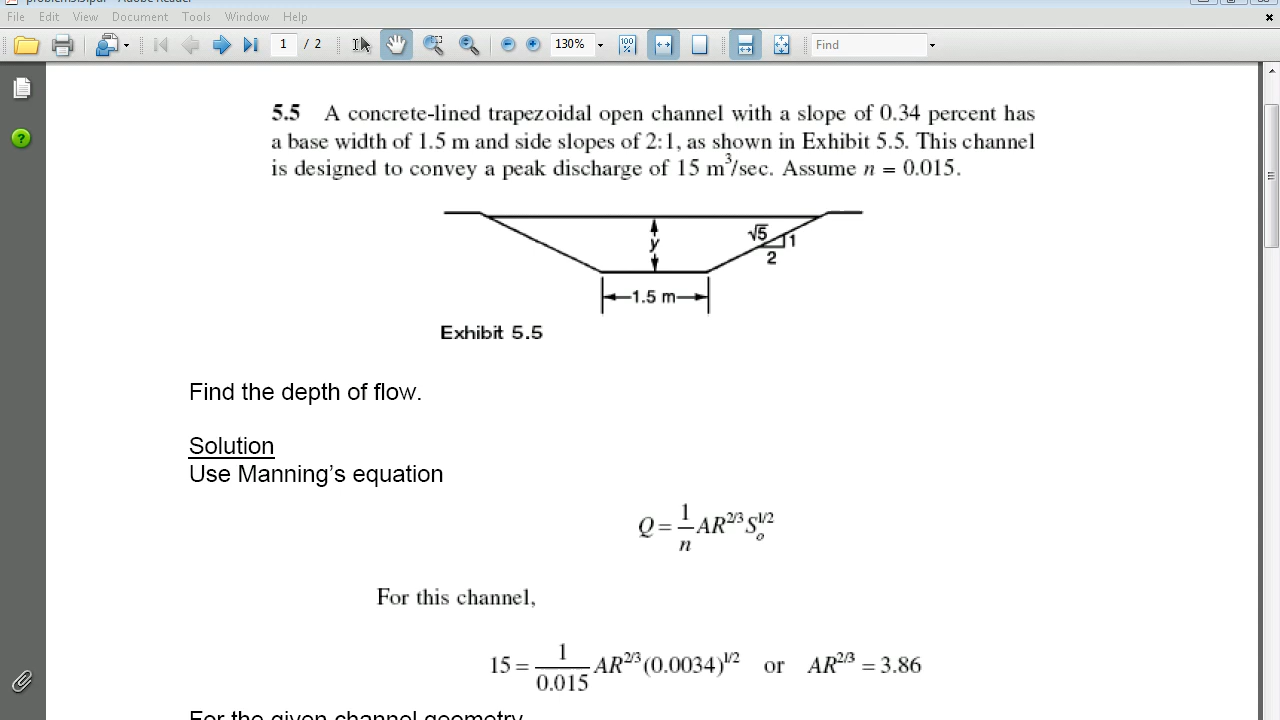 File Edit View Document Tools Window Help
1 / 2 130% Find
5.5 A concrete-lined trapezoidal open channel with a slope of 0.34 percent has
a base width of 1.5 m and side slopes of 2:1, as shown in Exhibit 5.5. This channel
is designed to convey a peak discharge of 15 m³/sec. Assume n = 0.015.
√5 1
y
2
1.5 m
Exhibit 5.5
Find the depth of flow.
Solution
Use Manning's equation
Q = 1/n AR^2/3 S_o^1/2
For this channel,
15 = 1/0.015 AR^2/3 (0.0034)^1/2 or AR^2/3 = 3.86
For the given channel geometry